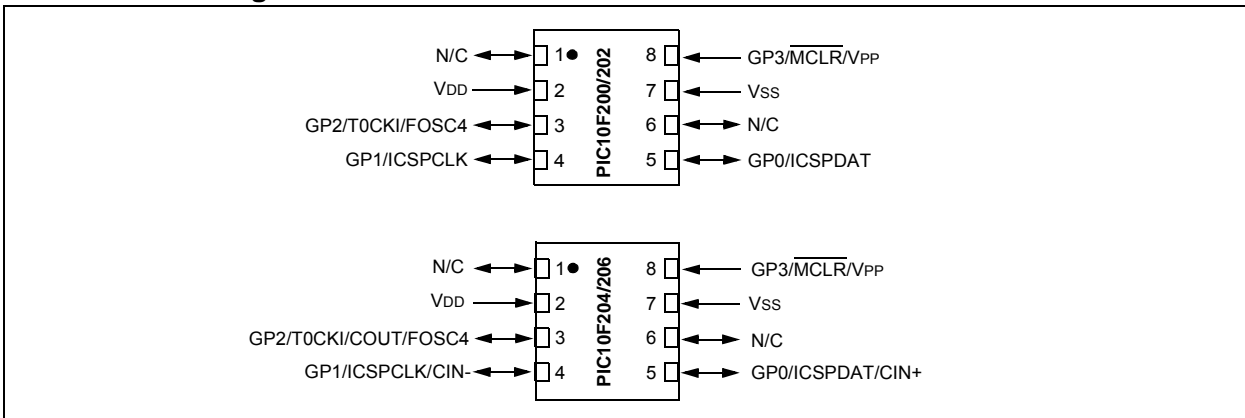 N/C 1 8 GP3/MCLR/VPP
VDD 2 7 VSS
GP2/T0CKI/FOSC4 3 6 N/C
GP1/ICSPCLK 4 5 GP0/ICSPDAT
PIC10F200/202
N/C 1 8 GP3/MCLR/VPP
VDD 2 7 VSS
GP2/T0CKI/COUT/FOSC4 3 6 N/C
GP1/ICSPCLK/CIN- 4 5 GP0/ICSPDAT/CIN+
PIC10F204/206